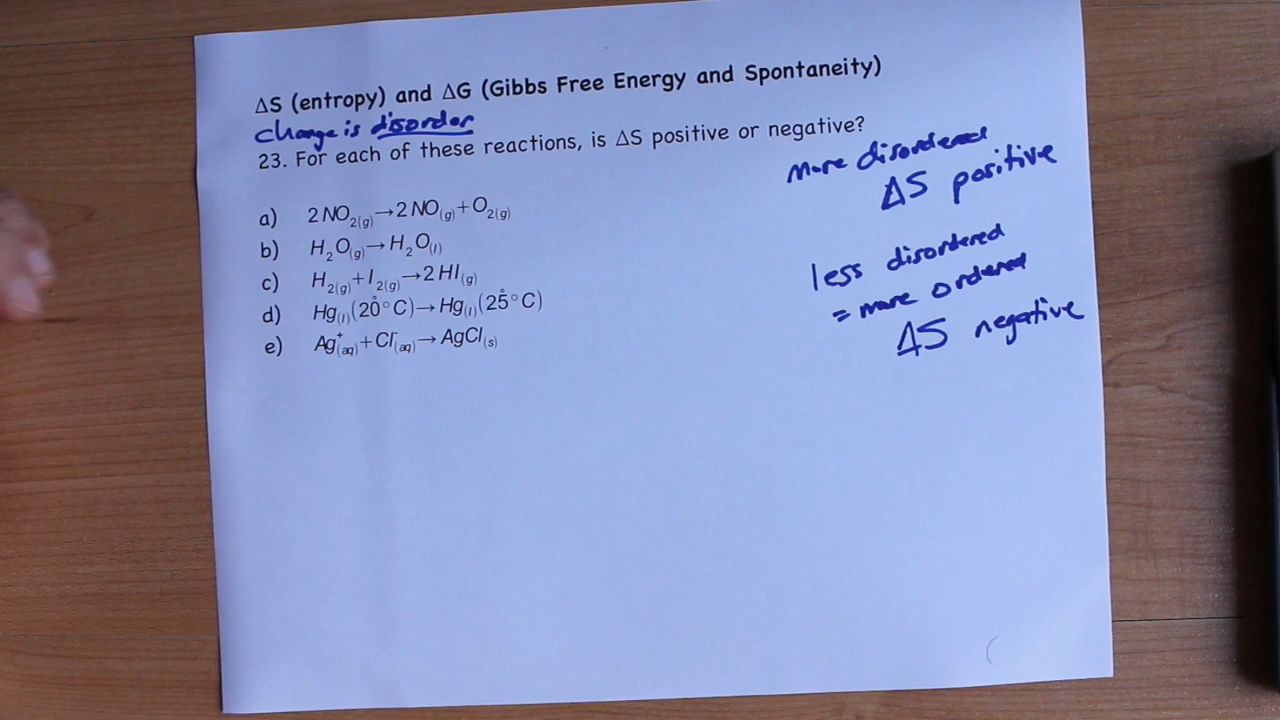 ΔS (entropy) and ΔG (Gibbs Free Energy and Spontaneity)
change is disorder
23. For each of these reactions, is ΔS positive or negative?
a) 2NO₂(g)→2NO(g)+O₂(g)
b) H₂O(g)→H₂O(l)
c) H₂(g)+I₂(g)→2HI(g)
d) Hg(l)(20°C)→Hg(l)(25°C)
e) Ag⁺(aq)+Cl⁻(aq)→AgCl(s)
more disordered
ΔS positive
less disordered
= more ordered
ΔS negative